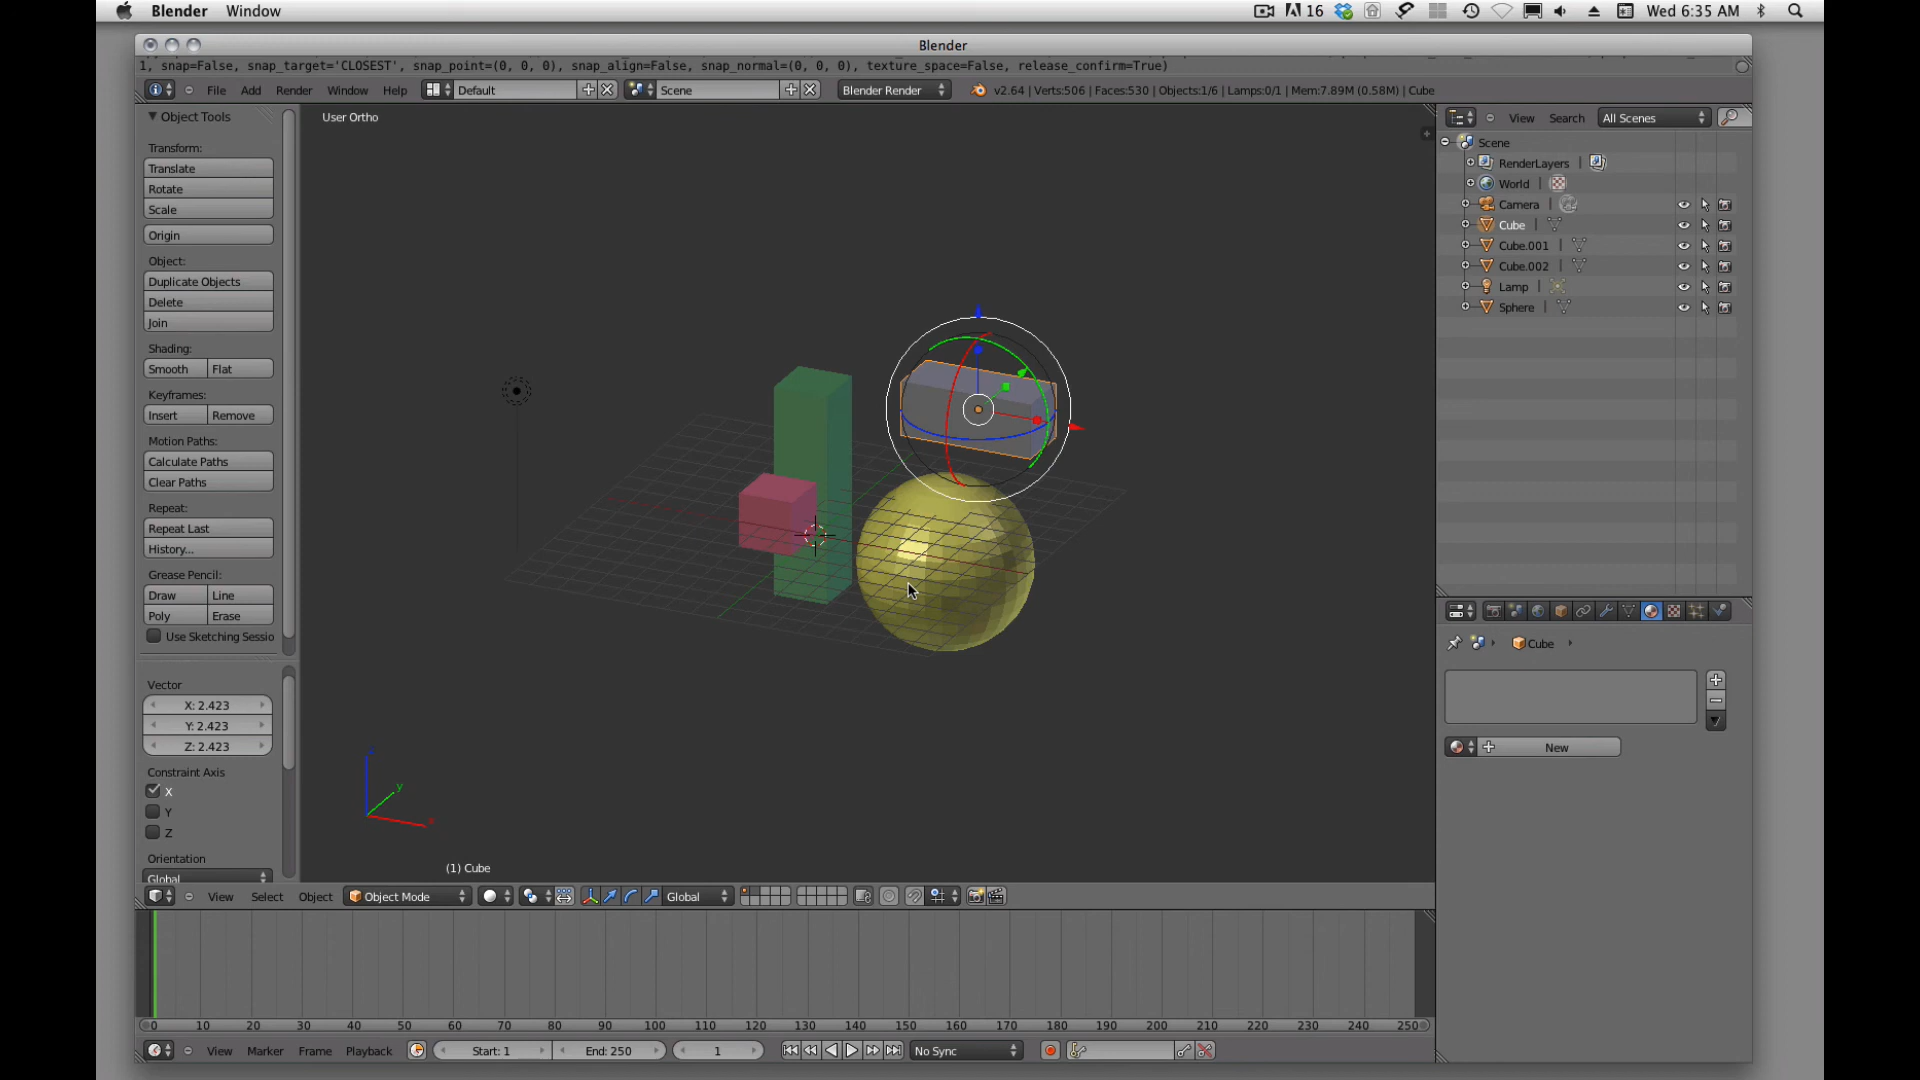 Blender Window
16 Wed 6:35 AM
Blender
1, snap=False, snap_target='CLOSEST', snap_point=(0, 0, 0), snap_align=False, snap_normal=(0, 0, 0), texture_space=False, release_confirm=True)
File Add Render Window Help Default Scene Blender Render v2.64 | Verts:506 | Faces:530 | Objects:1/6 | Lamps:0/1 | Mem:7.89M (0.58M) | Cube
Object Tools
Transform:
Translate
Rotate
Scale
Origin
Object:
Duplicate Objects
Delete
Join
Shading:
Smooth Flat
Keyframes:
Insert Remove
Motion Paths:
Calculate Paths
Clear Paths
Repeat:
Repeat Last
History...
Grease Pencil:
Draw Line
Poly Erase
Use Sketching Sessio
Vector
X: 2.423
Y: 2.423
Z: 2.423
Constraint Axis
X
Y
Z
Orientation
Global
User Ortho
y
(1) Cube
View Search All Scenes
Scene
RenderLayers |
World |
Camera |
Cube |
Cube.001 |
Cube.002 |
Lamp |
Sphere |
Cube
New
View Select Object Object Mode Global
0 10 20 30 40 50 60 70 80 90 100 110 120 130 140 150 160 170 180 190 200 210 220 230 240 250
View Marker Frame Playback Start: 1 End: 250 1 No Sync